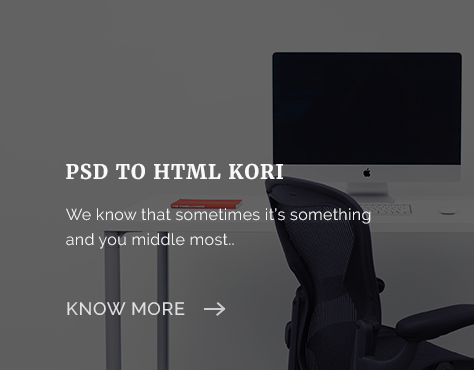 PSD TO HTML KORI
We know that sometimes it's something
and you middle most..
KNOW MORE